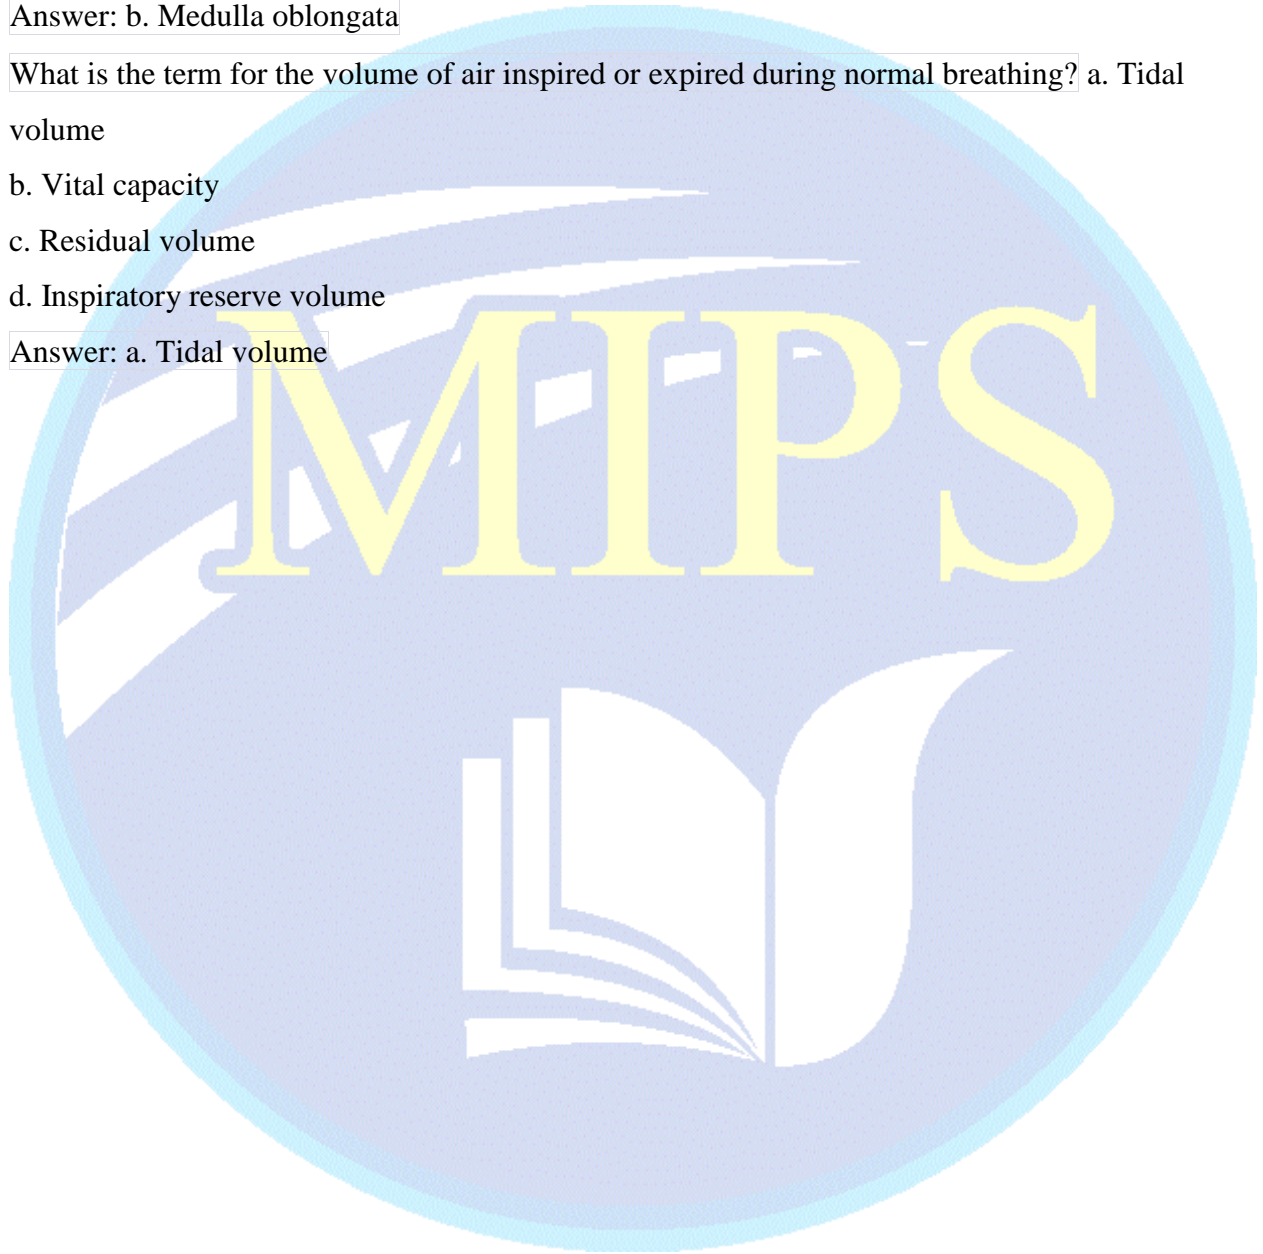 Answer: b. Medulla oblongata
What is the term for the volume of air inspired or expired during normal breathing? a. Tidal
volume
b. Vital capacity
c. Residual volume
d. Inspiratory reserve volume
Answer: a. Tidal volume
MIPS